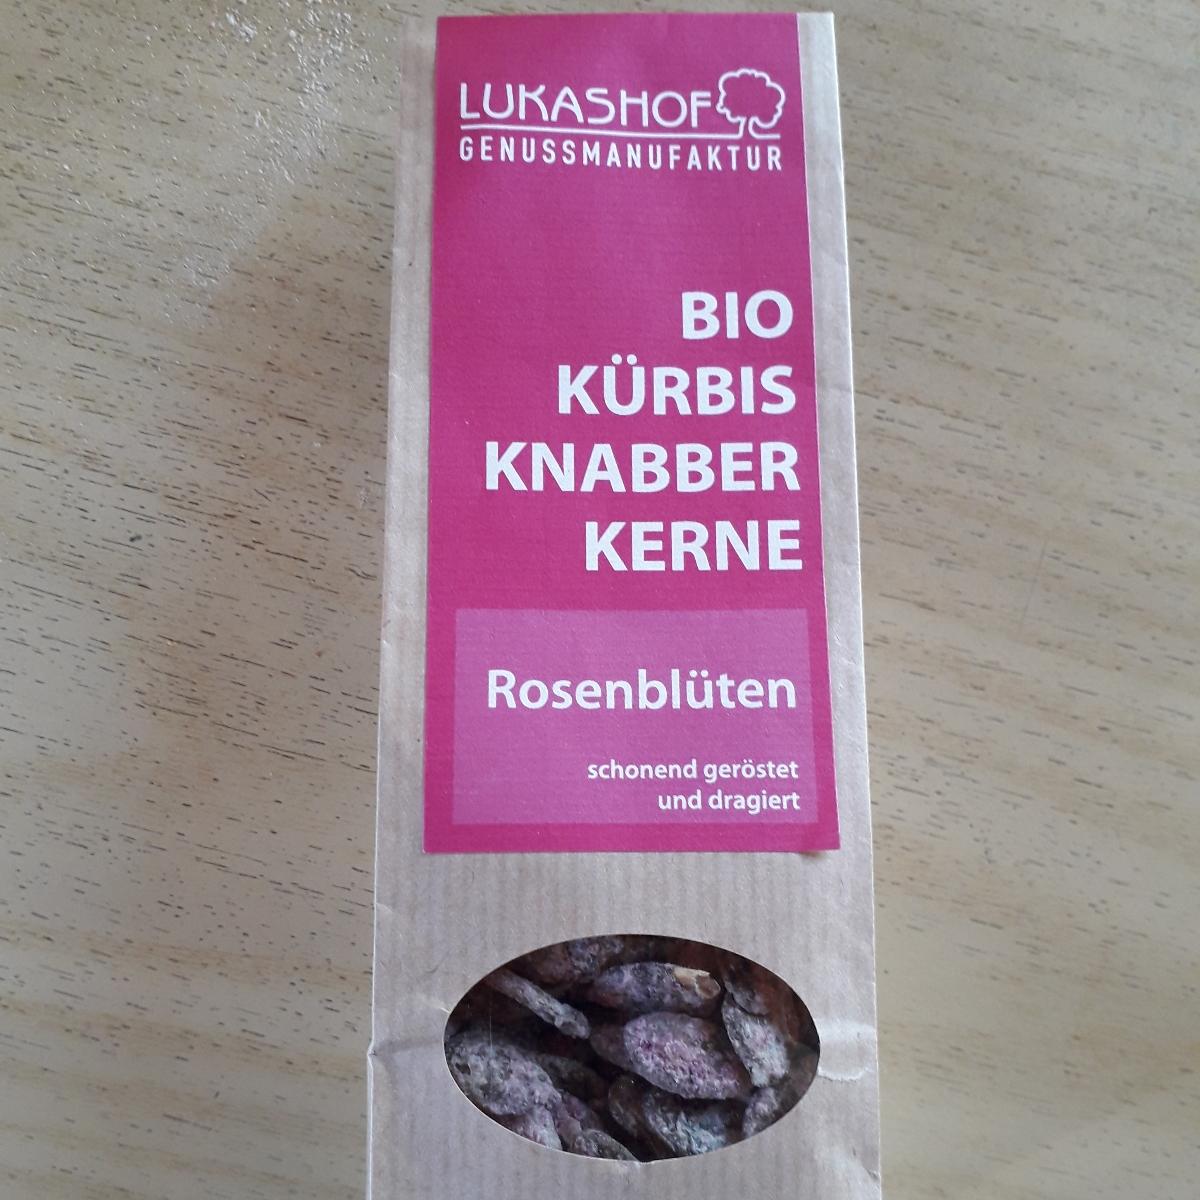 LUKASHOF
GENUSSMANUFAKTUR
BIO
KÜRBIS
KNABBER
KERNE
Rosenblüten
schonend geröstet
und dragiert